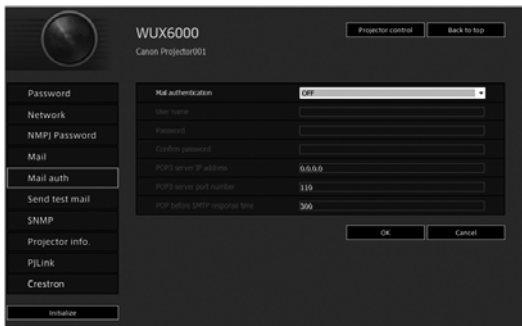 WUX6000
Projector control
Back to top
Canon Projector001
Password
Network
NMPJ Password
Mail
Mail auth
Send test mail
SNMP
Projector info.
PJLink
Crestron
Initialize
Mail authentication OFF
User name
Password
Confirm password
POP3 server IP address 0.0.0.0
POP3 server port number 110
POP before SMTP response time 300
OK
Cancel